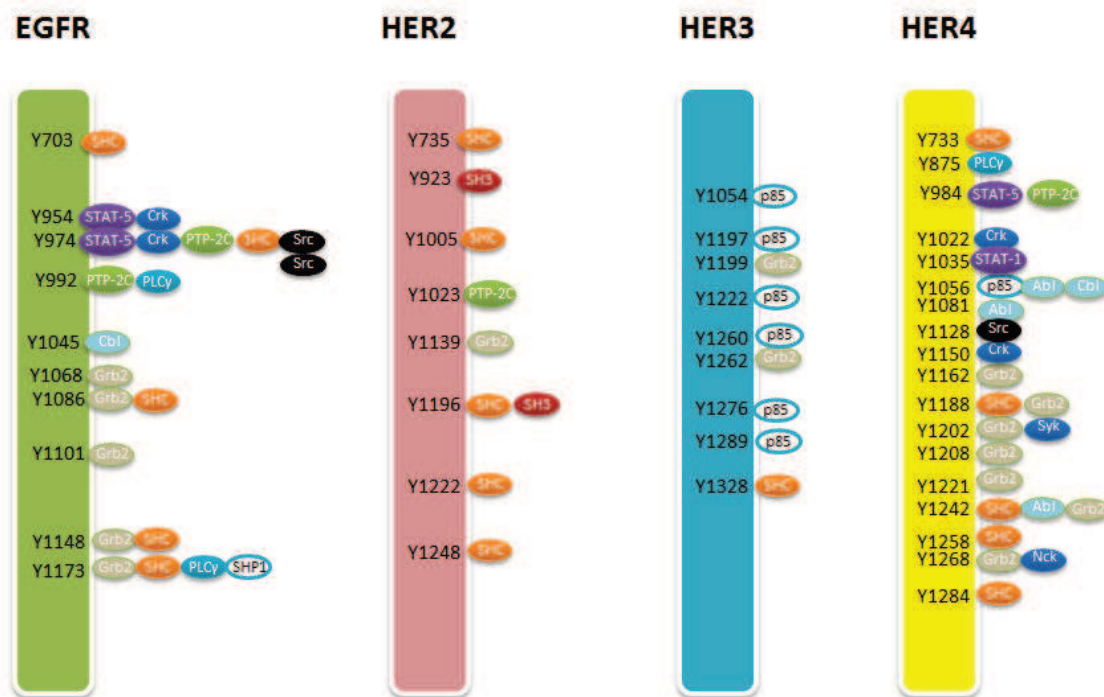 EGFR
Y703 SHC
Y954 STAT-5 Crk
Y974 STAT-5 Crk PTP-2C SHC Src
Src
Y992 PTP-2C PLCy
Y1045 Cbl
Y1068 Grb2
Y1086 Grb2 SHC
Y1101 Grb2
Y1148 Grb2 SHC
Y1173 Grb2 SHC PLCy SHP1
HER2
Y735 SHC
Y923 SH3
Y1005 SHC
Y1023 PTP-2C
Y1139 Grb2
Y1196 SHC SH3
Y1222 SHC
Y1248 SHC
HER3
Y1054 p85
Y1197 p85
Y1199 Grb2
Y1222 p85
Y1260 p85
Y1262 Grb2
Y1276 p85
Y1289 p85
Y1328 SHC
HER4
Y733 SHC
Y875 PLCy
Y984 STAT-5 PTP-2C
Y1022 Crk
Y1035 STAT-1
Y1056 p85 Abl Cbl
Y1081 Abl
Y1128 Src
Y1150 Crk
Y1162 Grb2
Y1188 SHC Grb2
Y1202 Grb2 Syk
Y1208 Grb2
Y1221 Grb2
Y1242 SHC Abl Grb2
Y1258 SHC
Y1268 Grb2 Nck
Y1284 SHC